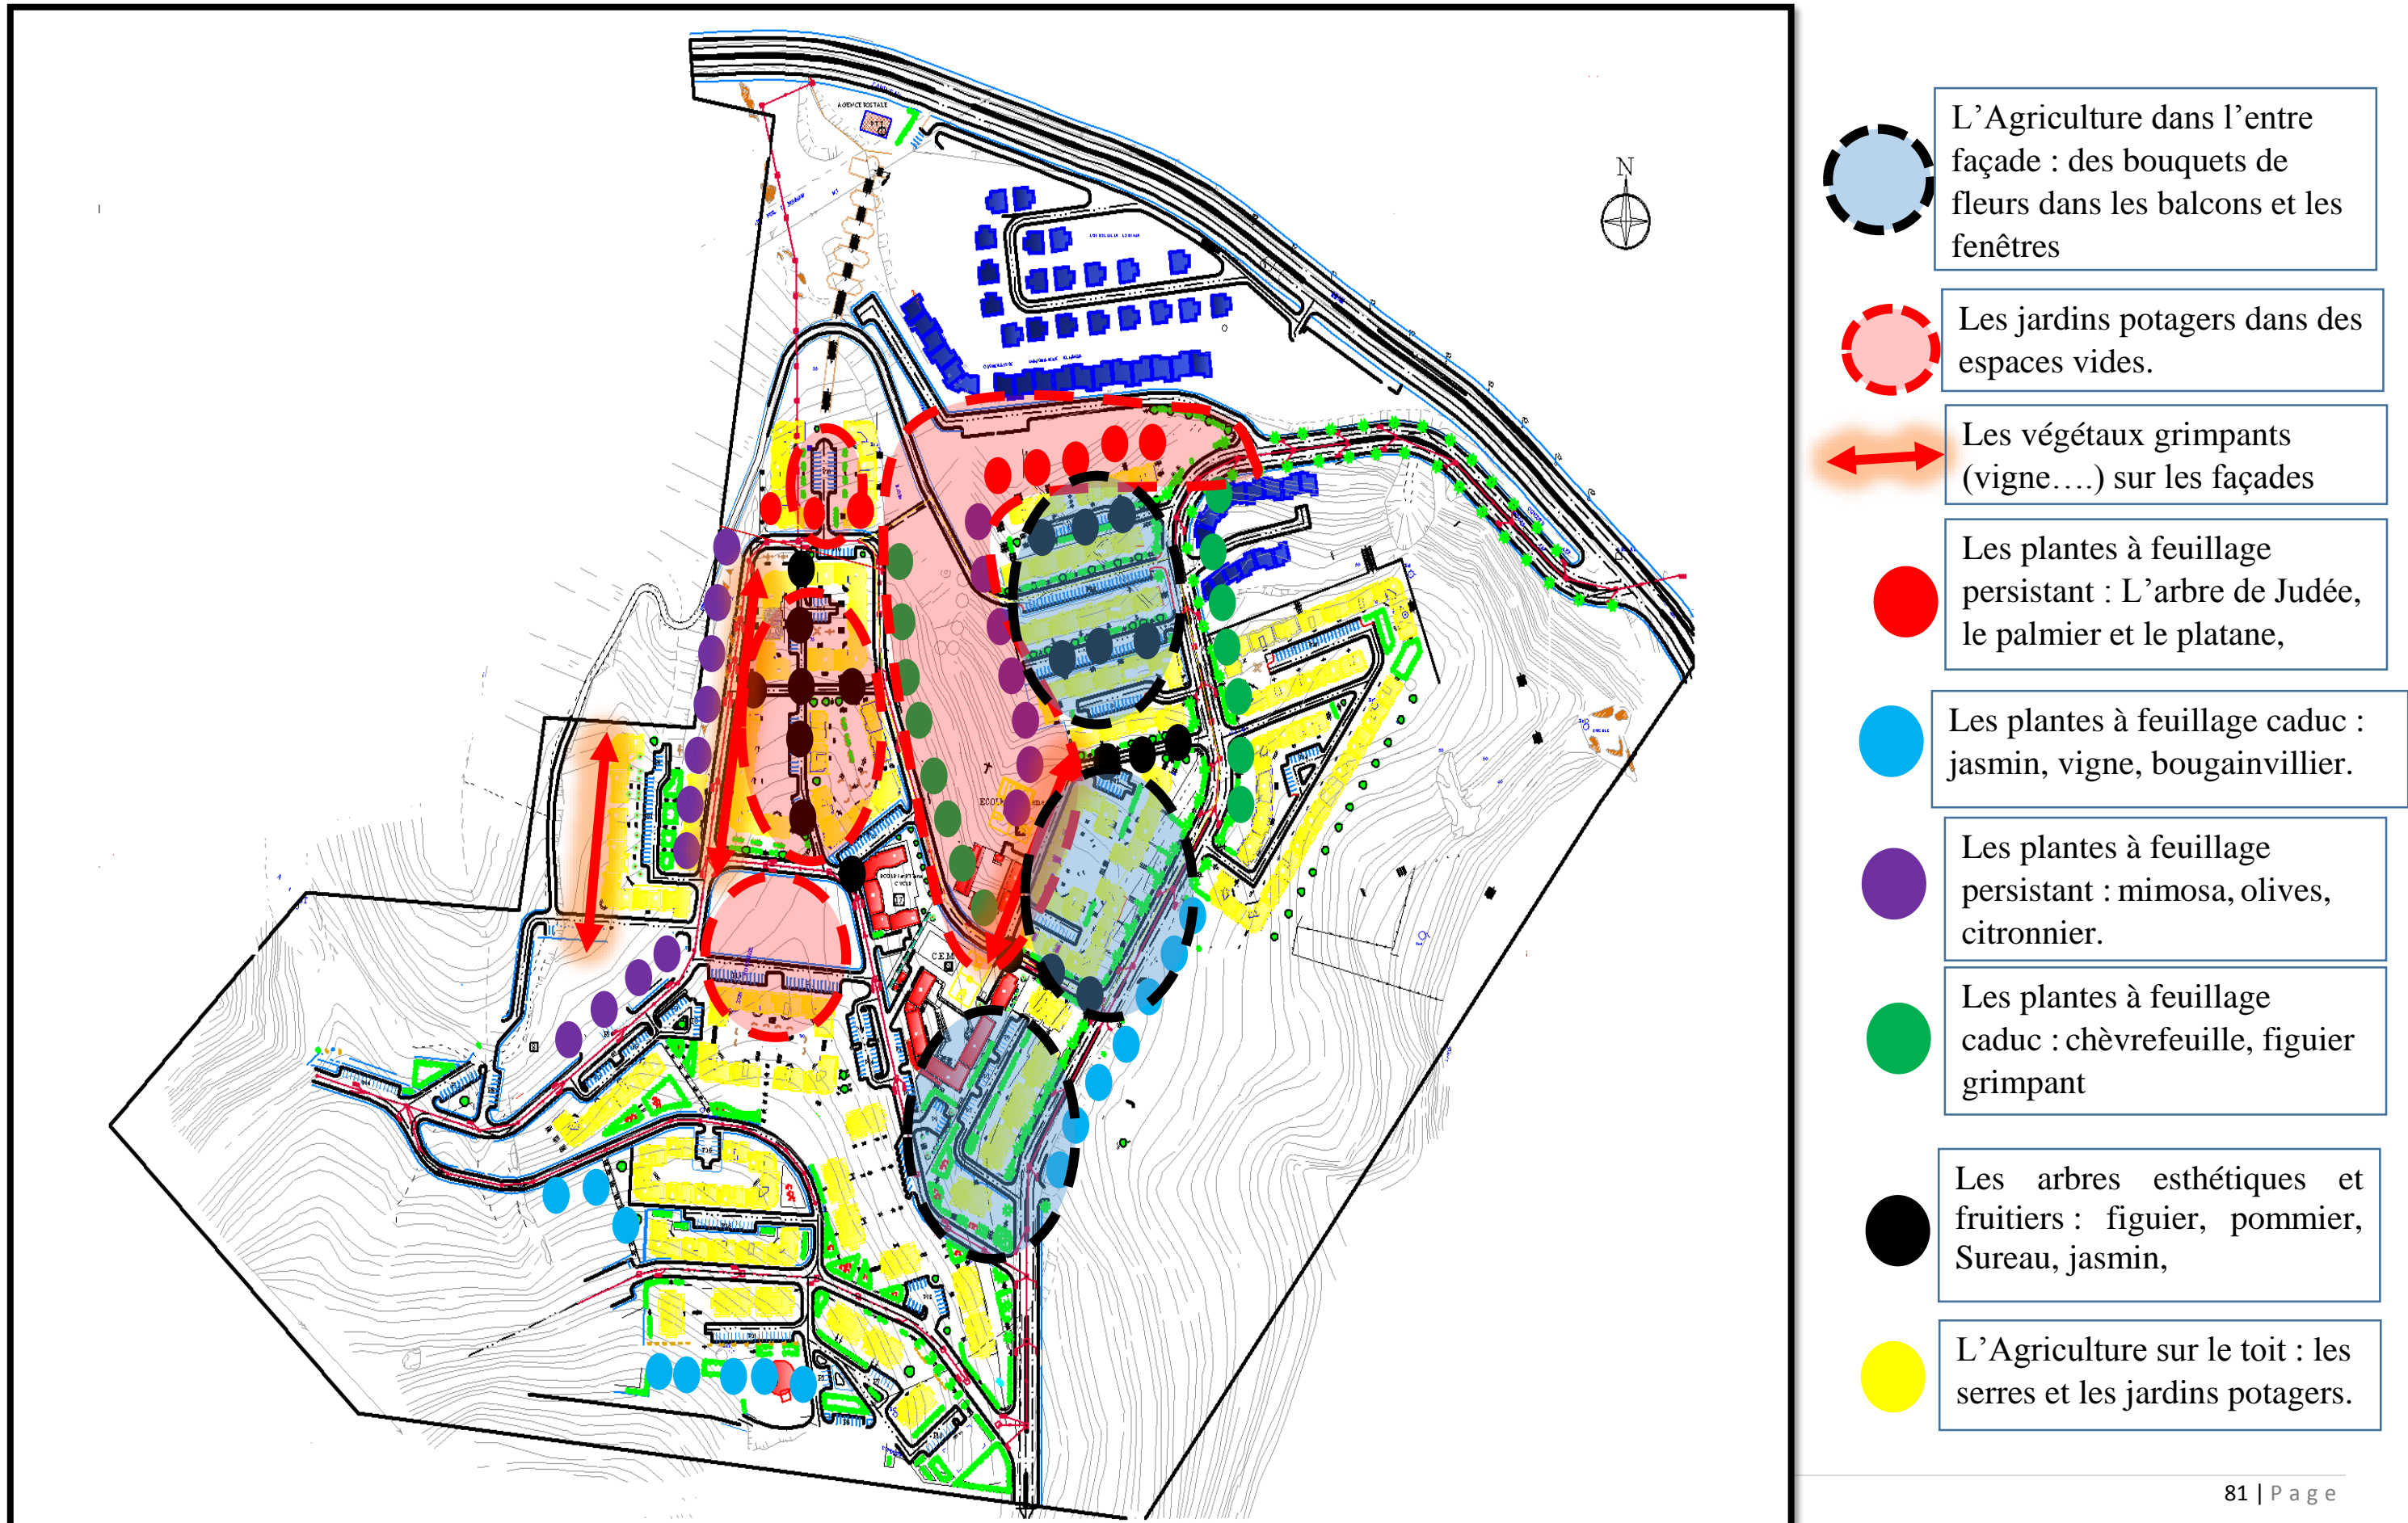 AGENCE POSTALE
N
C.E.M
L’Agriculture dans l’entre
façade : des bouquets de
fleurs dans les balcons et les
fenêtres
Les jardins potagers dans des
espaces vides.
Les végétaux grimpants
(vigne….) sur les façades
Les plantes à feuillage
persistant : L’arbre de Judée,
le palmier et le platane,
Les plantes à feuillage caduc :
jasmin, vigne, bougainvillier.
Les plantes à feuillage
persistant : mimosa, olives,
citronnier.
Les plantes à feuillage
caduc : chèvrefeuille, figuier
grimpant
Les arbres esthétiques et
fruitiers : figuier, pommier,
Sureau, jasmin,
L’Agriculture sur le toit : les
serres et les jardins potagers.
81 | Page